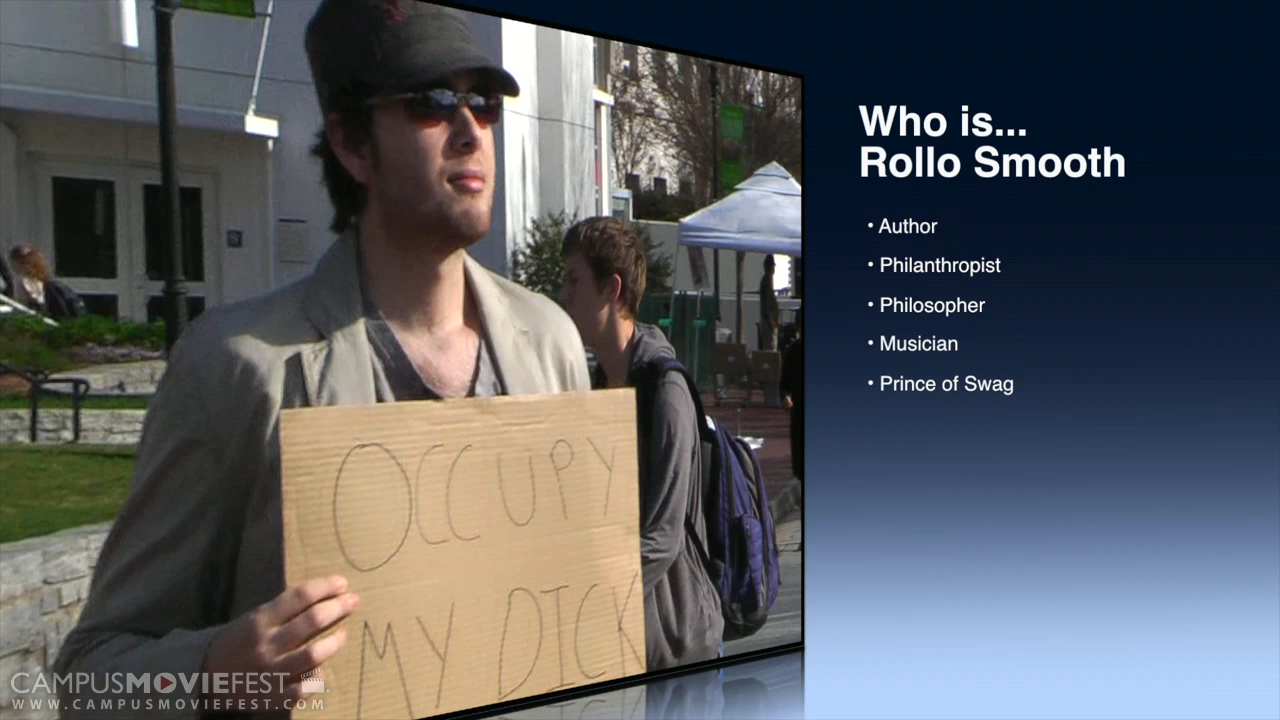 Who is...
Rollo Smooth
• Author
• Philanthropist
• Philosopher
• Musician
• Prince of Swag
OCCUPY
MY DICK
CAMPUSMOVIEFEST
WWW.CAMPUSMOVIEFEST.COM